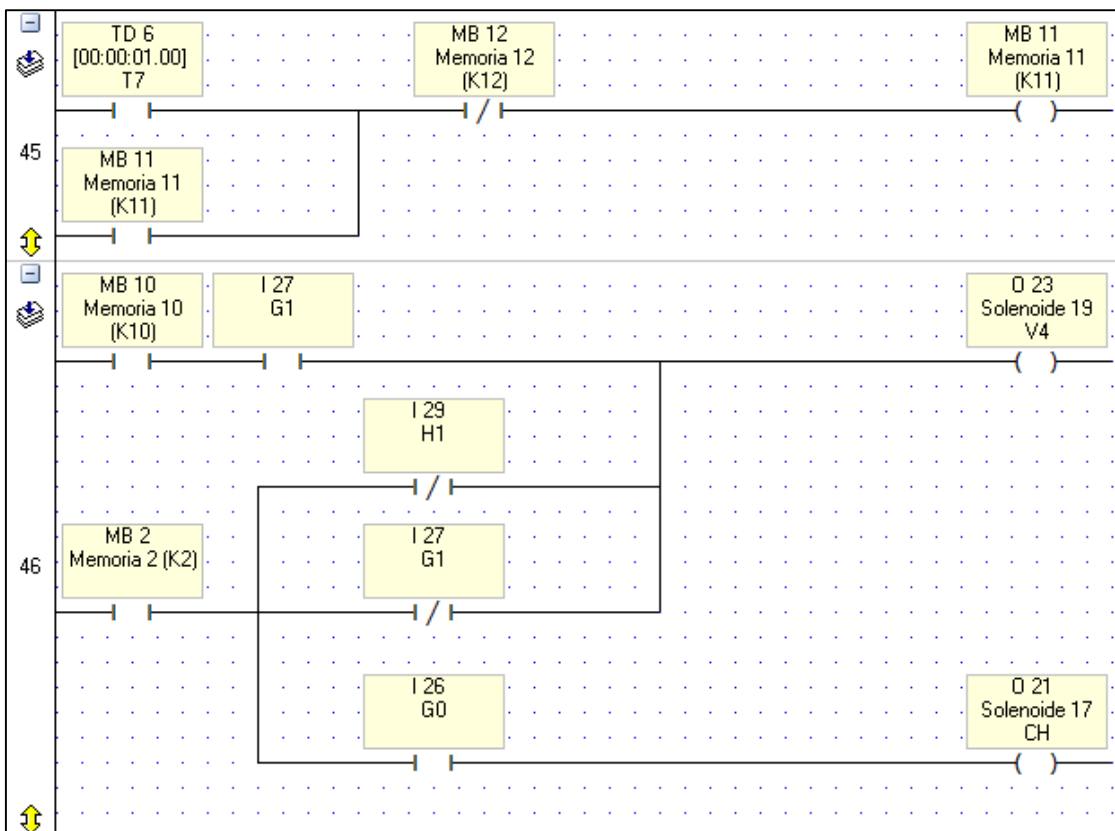 TD 6
[00:00:01.00]
T7
MB 12
Memoria 12
(K12)
MB 11
Memoria 11
(K11)
45
MB 11
Memoria 11
(K11)
MB 10
Memoria 10
(K10)
I 27
G1
O 23
Solenoide 19
V4
I 29
H1
46
MB 2
Memoria 2 (K2)
I 27
G1
I 26
G0
O 21
Solenoide 17
CH